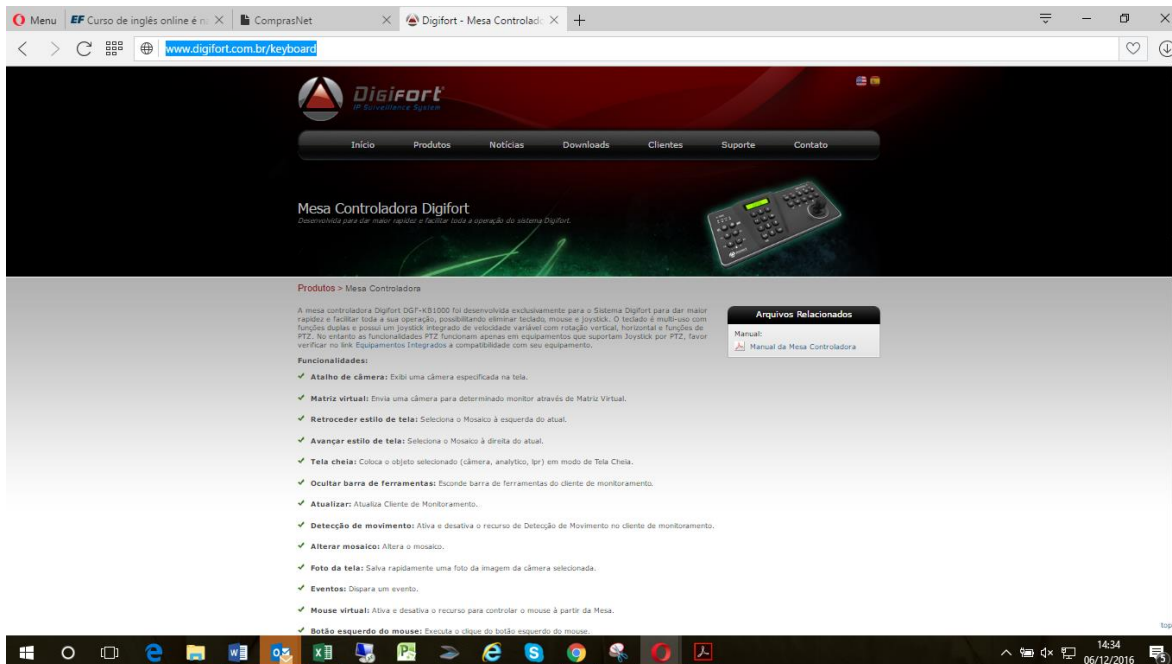 Menu
EF Curso de inglês online é n
ComprasNet
Digifort - Mesa Controlad
www.digifort.com.br/keyboard
Digifort
IP Surveillance System
Início Produtos Notícias Downloads Clientes Suporte Contato
Mesa Controladora Digifort
Desenvolvida para dar maior rapidez e facilitar toda a operação do sistema Digifort.
Produtos > Mesa Controladora
A mesa controladora Digifort DGF-KB1000 foi desenvolvida exclusivamente para o Sistema Digifort para dar maior
rapidez e facilitar toda a sua operação, possibilitando eliminar teclado, mouse e joystick. O teclado é multi-uso com
funções duplas e possui um joystick integrado de velocidade variável com rotação vertical, horizontal e funções de
PTZ. No entanto as funcionalidades PTZ funcionam apenas em equipamentos que suportam Joystick por PTZ, favor
verificar no link Equipamentos Integrados a compatibilidade com seu equipamento.
Arquivos Relacionados
Manual:
Manual da Mesa Controladora
Funcionalidades:
Atalho de câmera: Exibi uma câmera especificada na tela.
Matriz virtual: Envia uma câmera para determinado monitor através de Matriz Virtual.
Retroceder estilo de tela: Seleciona o Mosaico à esquerda do atual.
Avançar estilo de tela: Seleciona o Mosaico à direita do atual.
Tela cheia: Coloca o objeto selecionado (câmera, analytico, lpr) em modo de Tela Cheia.
Ocultar barra de ferramentas: Esconde barra de ferramentas do cliente de monitoramento.
Atualizar: Atualiza Cliente de Monitoramento.
Detecção de movimento: Ativa e desativa o recurso de Detecção de Movimento no cliente de monitoramento.
Alterar mosaico: Altera o mosaico.
Foto da tela: Salva rapidamente uma foto da imagem da câmera selecionada.
Eventos: Dispara um evento.
Mouse virtual: Ativa e desativa o recurso para controlar o mouse à partir da Mesa.
Botão esquerdo do mouse: Executa o clique do botão esquerdo do mouse.
top
14:34
06/12/2016